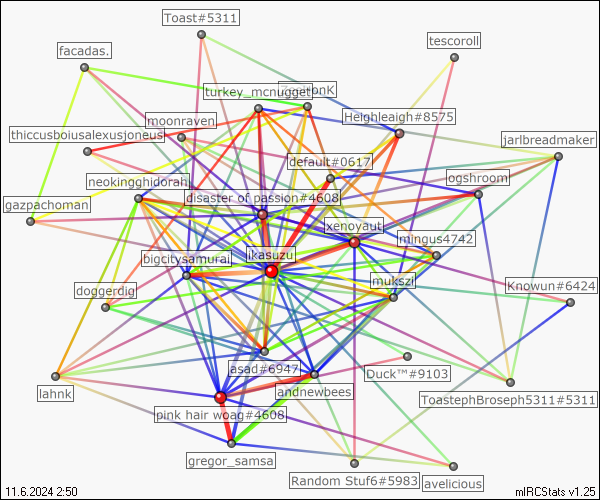 Toast#5311
tescoroll
facadas.
turkey_mcnugget
moonraven
Heighleaigh#8575
thiccusboiusalexusjoneus
jarlbreadmaker
default#0617
ogshroom
neokingghidorah
disaster of passion#4608
gazpachoman
xenoyaut
mingus4742
ikasuzu
bigcitysamurai
mukszi
doggerdig
Knowun#6424
jasad#6947
Duck™#9103
lahnk
andnewbees
ToastephBroseph5311#5311
pink hair woag#4608
gregor_samsa
Random Stuf6#5983
avelicious
11.6.2024 2:50
mIRCStats v1.25